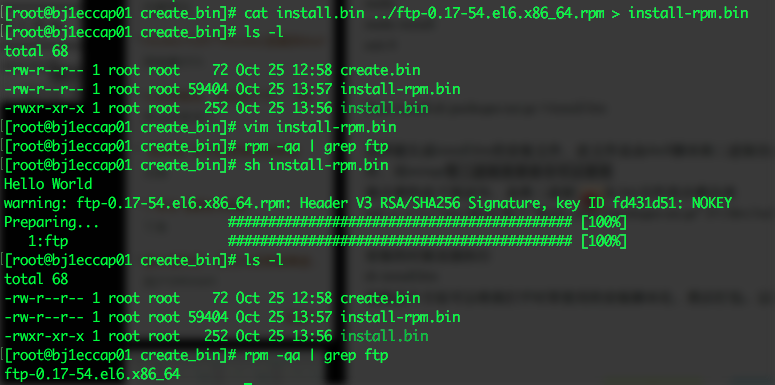 [root@bj1eccap01 create_bin]# cat install.bin ../ftp-0.17-54.el6.x86_64.rpm > install-rpm.bin
[root@bj1eccap01 create_bin]# ls -l
total 68
-rw-r--r-- 1 root root    72 Oct 25 12:58 create.bin
-rw-r--r-- 1 root root 59404 Oct 25 13:57 install-rpm.bin
-rwxr-xr-x 1 root root   252 Oct 25 13:56 install.bin
[root@bj1eccap01 create_bin]# vim install-rpm.bin
[root@bj1eccap01 create_bin]# rpm -qa | grep ftp
[root@bj1eccap01 create_bin]# sh install-rpm.bin
Hello World
warning: ftp-0.17-54.el6.x86_64.rpm: Header V3 RSA/SHA256 Signature, key ID fd431d51: NOKEY
Preparing...                ########################################### [100%]
   1:ftp                    ########################################### [100%]
[root@bj1eccap01 create_bin]# ls -l
total 68
-rw-r--r-- 1 root root    72 Oct 25 12:58 create.bin
-rw-r--r-- 1 root root 59404 Oct 25 13:57 install-rpm.bin
-rwxr-xr-x 1 root root   252 Oct 25 13:56 install.bin
[root@bj1eccap01 create_bin]# rpm -qa | grep ftp
ftp-0.17-54.el6.x86_64